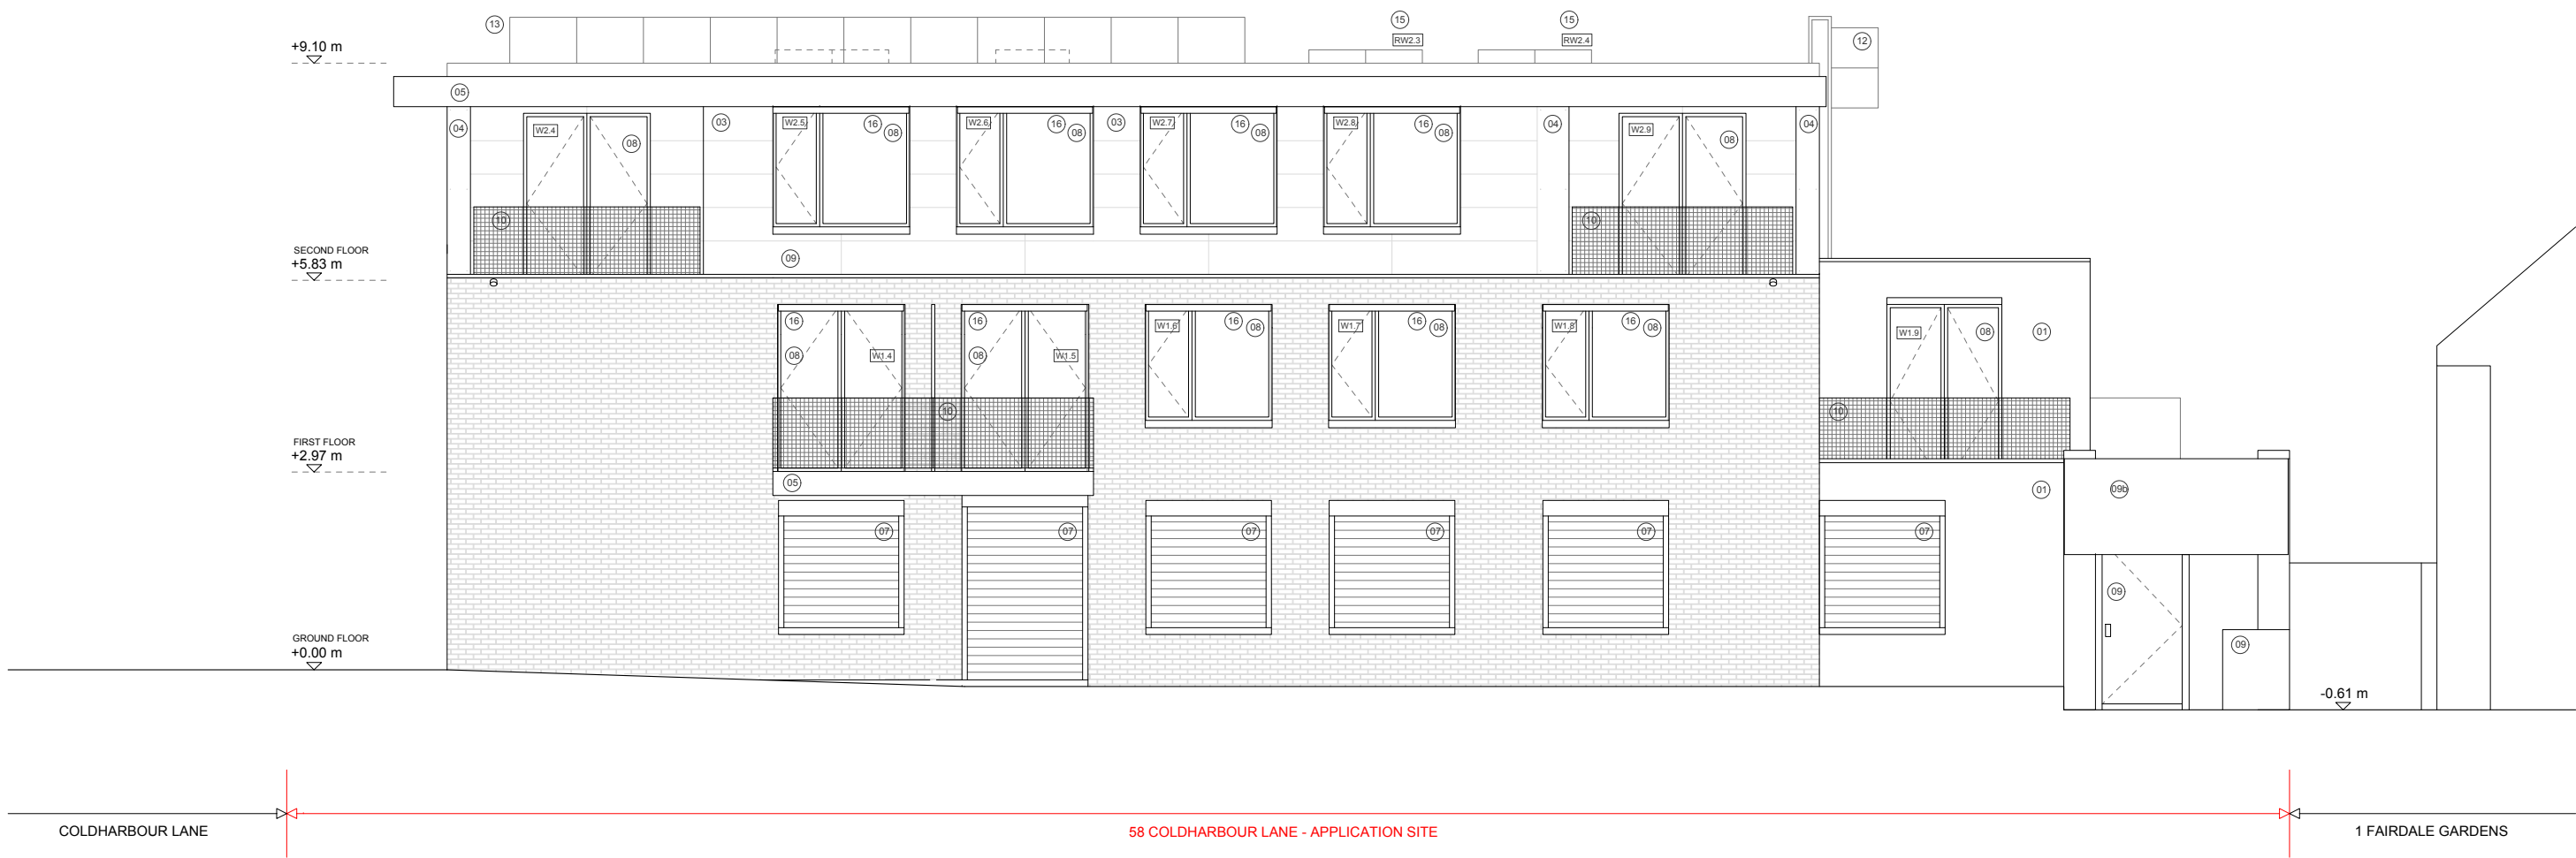 13
15
15
RW2.3
RW2.4
12
+9.10 m
05
04
W2.4
08
03
W2.5
16
08
W2.6
16
08
03
W2.7
16
08
W2.8
16
08
04
W2.9
08
04
10
10
SECOND FLOOR
+5.83 m
09
16
08
W1.4
16
08
W1.5
10
W1.6
16
08
W1.7
16
08
W1.8
16
08
W1.9
08
01
10
FIRST FLOOR
+2.97 m
05
01
09b
07
07
07
07
07
07
09
09
GROUND FLOOR
+0.00 m
-0.61 m
COLDHARBOUR LANE
58 COLDHARBOUR LANE - APPLICATION SITE
1 FAIRDALE GARDENS